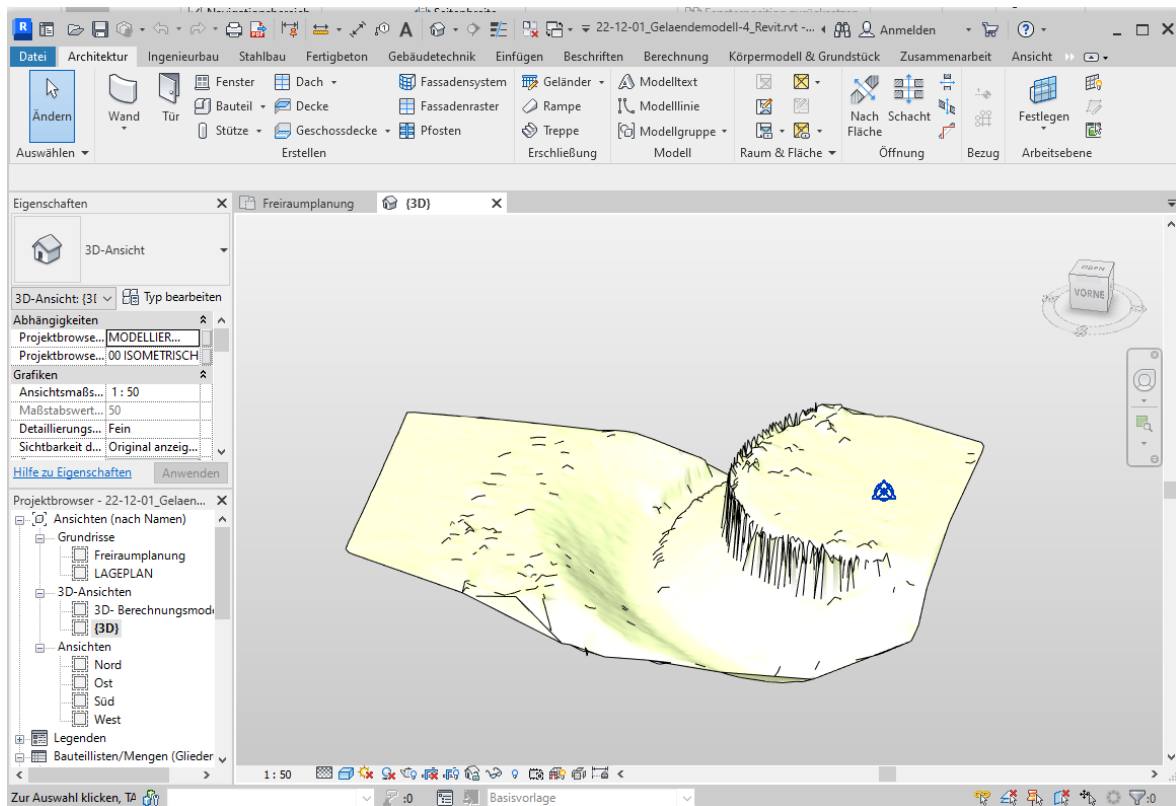 22-12-01_Gelaendemodell-4_Revit.rvt -...
Anmelden
Datei Architektur Ingenieurbau Stahlbau Fertigbeton Gebäudetechnik Einfügen Beschriften Berechnung Körpermodell & Grundstück Zusammenarbeit Ansicht
Ändern
Wand
Tür
Fenster
Bauteil
Stütze
Dach
Decke
Geschossdecke
Fassadensystem
Fassadenraster
Pfosten
Geländer
Rampe
Treppe
Modelltext
Modelllinie
Modellgruppe
Nach Fläche
Schacht
Festlegen
Auswählen Erstellen Erschließung Modell Raum & Fläche Öffnung Bezug Arbeitsebene
Eigenschaften
Freiraumplanung {3D}
3D-Ansicht
3D-Ansicht: {3D
Typ bearbeiten
Abhängigkeiten
Projektbrowse... MODELLIER...
Projektbrowse... 00 ISOMETRISCH
Grafiken
Ansichtsmaßs... 1 : 50
Maßstabswert... 50
Detaillierungs... Fein
Sichtbarkeit d... Original anzeig...
Hilfe zu Eigenschaften Anwenden
Projektbrowser - 22-12-01_Gelaen...
Ansichten (nach Namen)
Grundrisse
Freiraumplanung
LAGEPLAN
3D-Ansichten
3D- Berechnungsmod
{3D}
Ansichten
Nord
Ost
Süd
West
Legenden
Bauteillisten/Mengen (Glieder
VORNE
1 : 50
Zur Auswahl klicken, TA
:0
Basisvorlage
:0